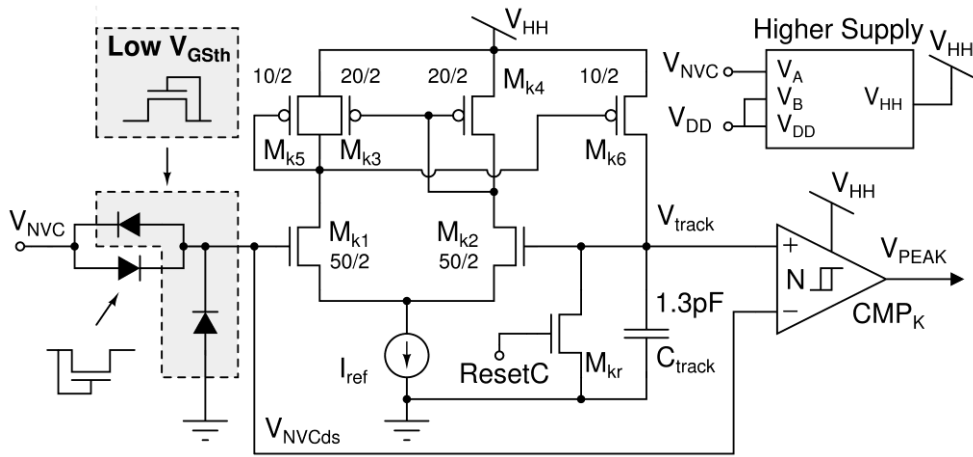 Low V_GSth
V_HH
Higher Supply
V_HH
10/2
20/2
20/2
M_k4
10/2
V_NVC
V_A
V_B
V_HH
V_DD
V_DD
M_k5
M_k3
M_k6
V_HH
V_NVC
M_k1
M_k2
V_track
V_PEAK
50/2
50/2
+
N
−
1.3pF
CMP_K
I_ref
ResetC
M_kr
C_track
V_NVCds